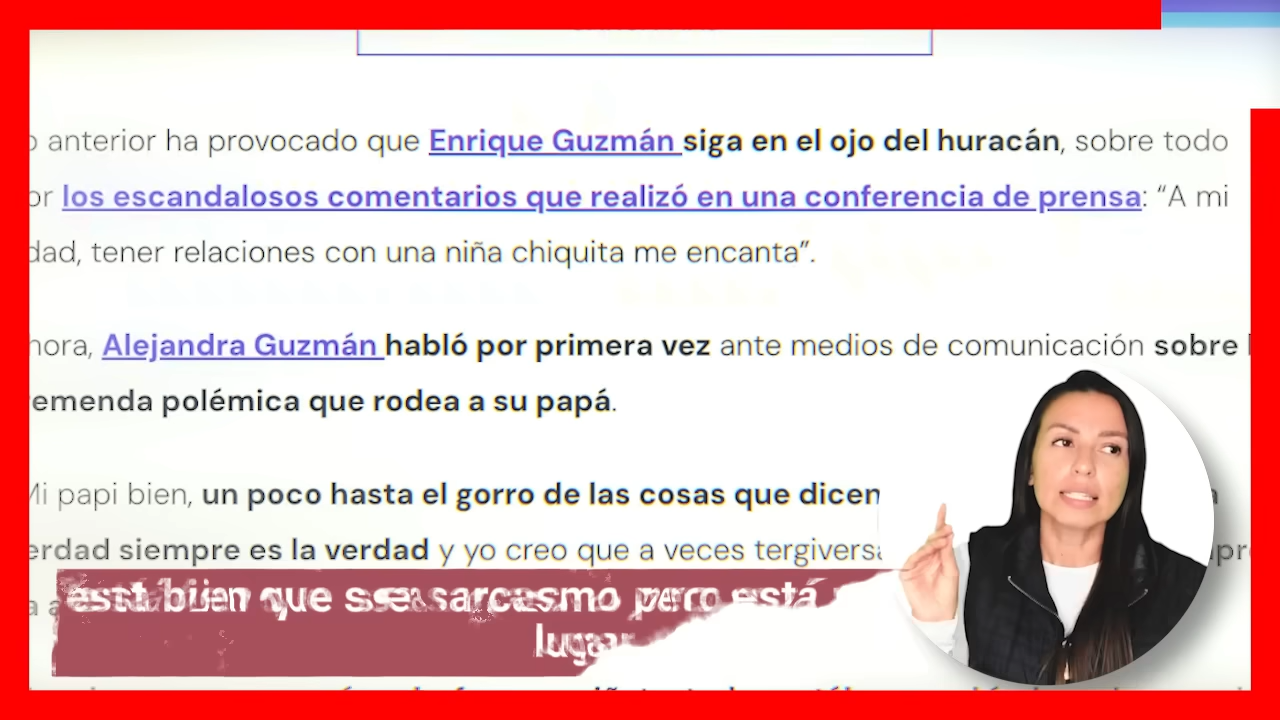 anterior ha provocado que Enrique Guzmán siga en el ojo del huracán, sobre todo
or los escandalosos comentarios que realizó en una conferencia de prensa: “A mi
dad, tener relaciones con una niña chiquita me encanta”.
hora, Alejandra Guzmán habló por primera vez ante medios de comunicación sobre
emenda polémica que rodea a su papá.
Mi papi bien, un poco hasta el gorro de las cosas que dicen
erdad siempre es la verdad y yo creo que a veces tergiversa
que sea sarcasmo pero está
lugar